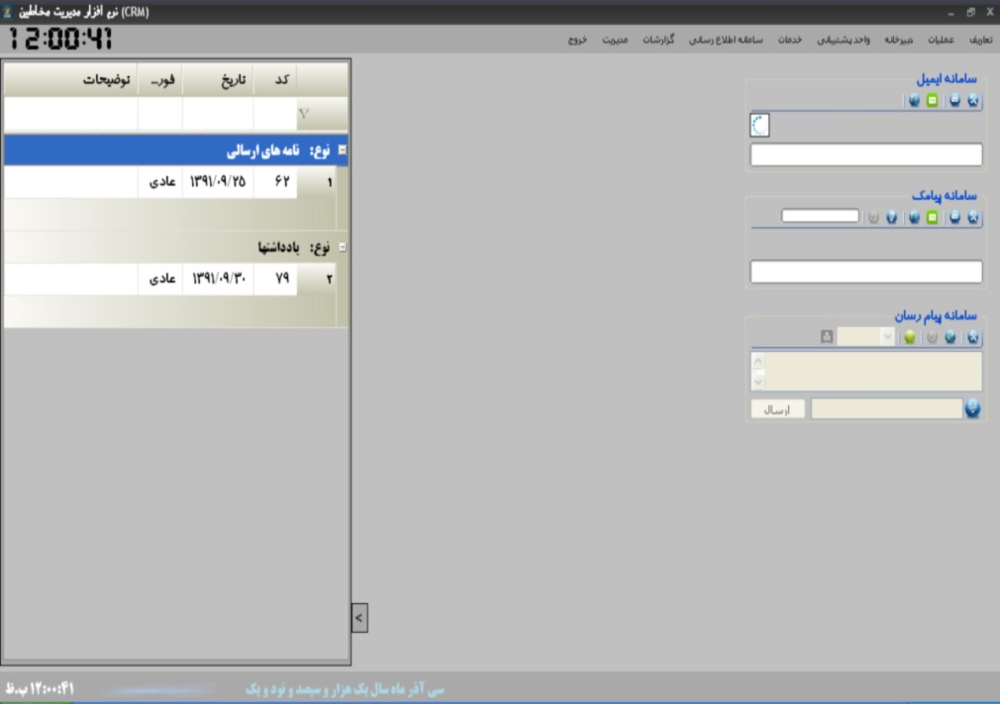 نرم افزار مدیریت مخاطبین (CRM)
تعاریف عملیات دبیرخانه واحد پشتیبانی خدمات سامانه اطلاع رسانی گزارشات مدیریت خروج
12:00:41
سامانه ایمیل
سامانه پیامک
سامانه پیام رسان
ارسال
کد تاریخ فور... توضیحات
نوع: نامه های ارسالی
۱ ۶۲ ۱۳۹۱/۰۹/۲۵ عادی
نوع: یادداشتها
۲ ۷۹ ۱۳۹۱/۰۹/۳۰ عادی
>
سی آذر ماه سال یک هزار و سیصد و نود و یک
۱۲:۰۰:۴۱ ب.ظ